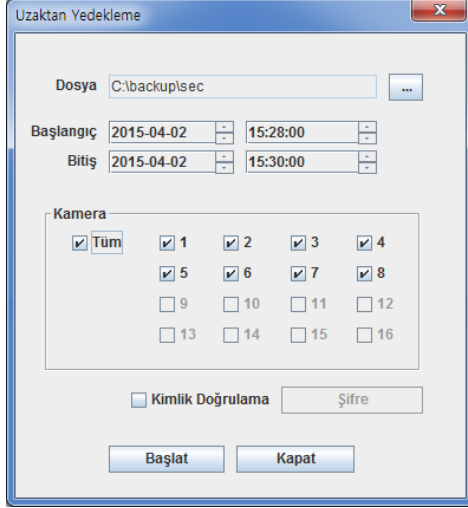 Uzaktan Yedekleme
Dosya C:\backup\sec ...
Başlangıç 2015-04-02 15:28:00
Bitiş 2015-04-02 15:30:00
Kamera
Tüm 1 2 3 4
5 6 7 8
9 10 11 12
13 14 15 16
Kimlik Doğrulama Şifre
Başlat Kapat